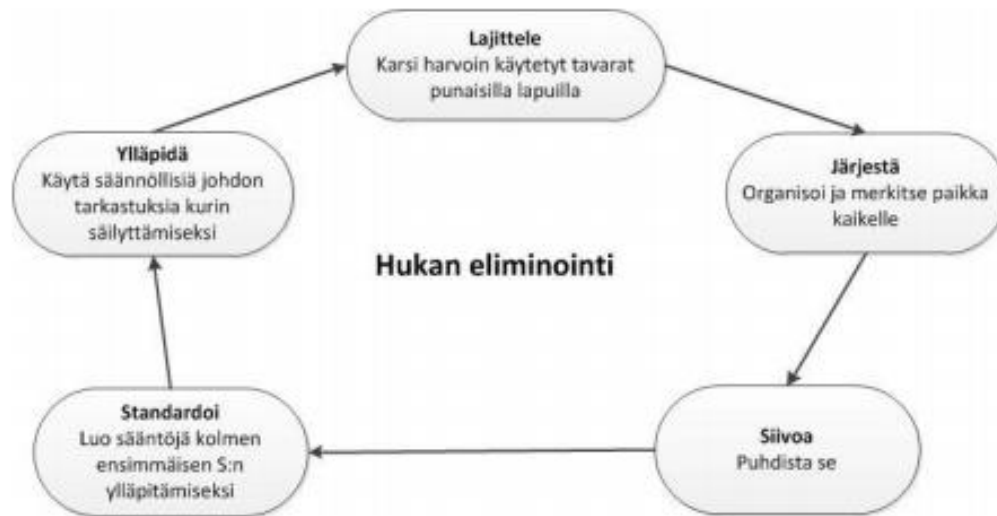 Lajittele
Karsi harvoin käytetyt tavarat
punaisilla lapuilla
Järjestä
Organisoi ja merkitse paikka
kaikelle
Siivoa
Puhdista se
Standardoi
Luo sääntöjä kolmen
ensimmäisen S:n
ylläpitämiseksi
Ylläpidä
Käytä säännöllisiä johdon
tarkastuksia kurin
säilyttämiseksi
Hukan eliminointi